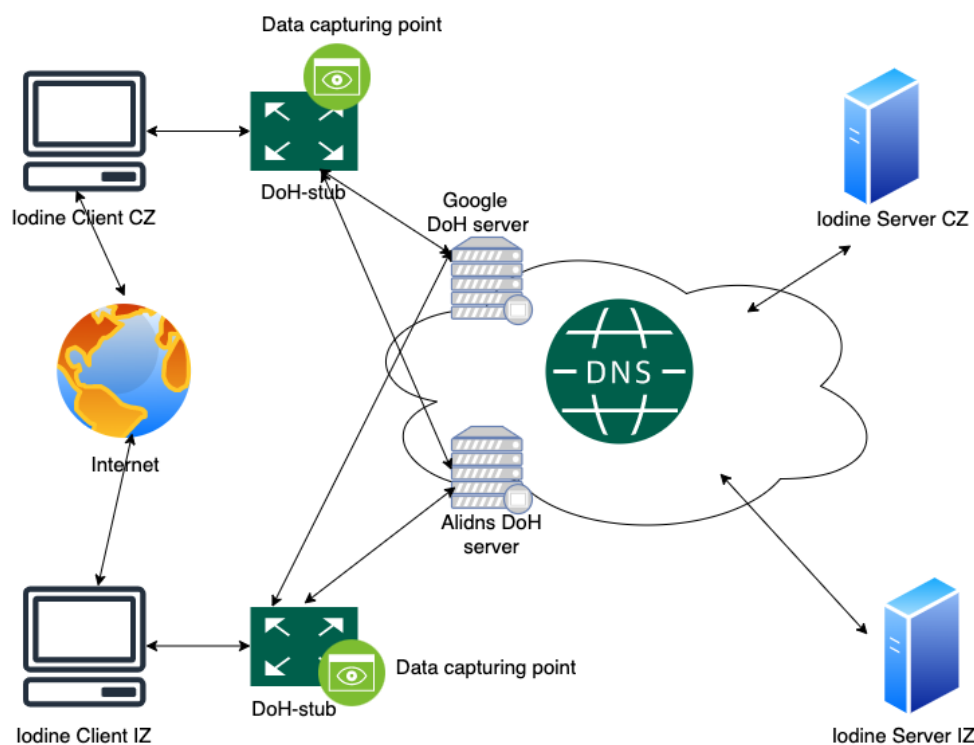 Data capturing point
DoH-stub
Iodine Client CZ
Google
DoH server
Iodine Server CZ
DNS
Internet
Alidns DoH
server
Data capturing point
DoH-stub
Iodine Client IZ
Iodine Server IZ